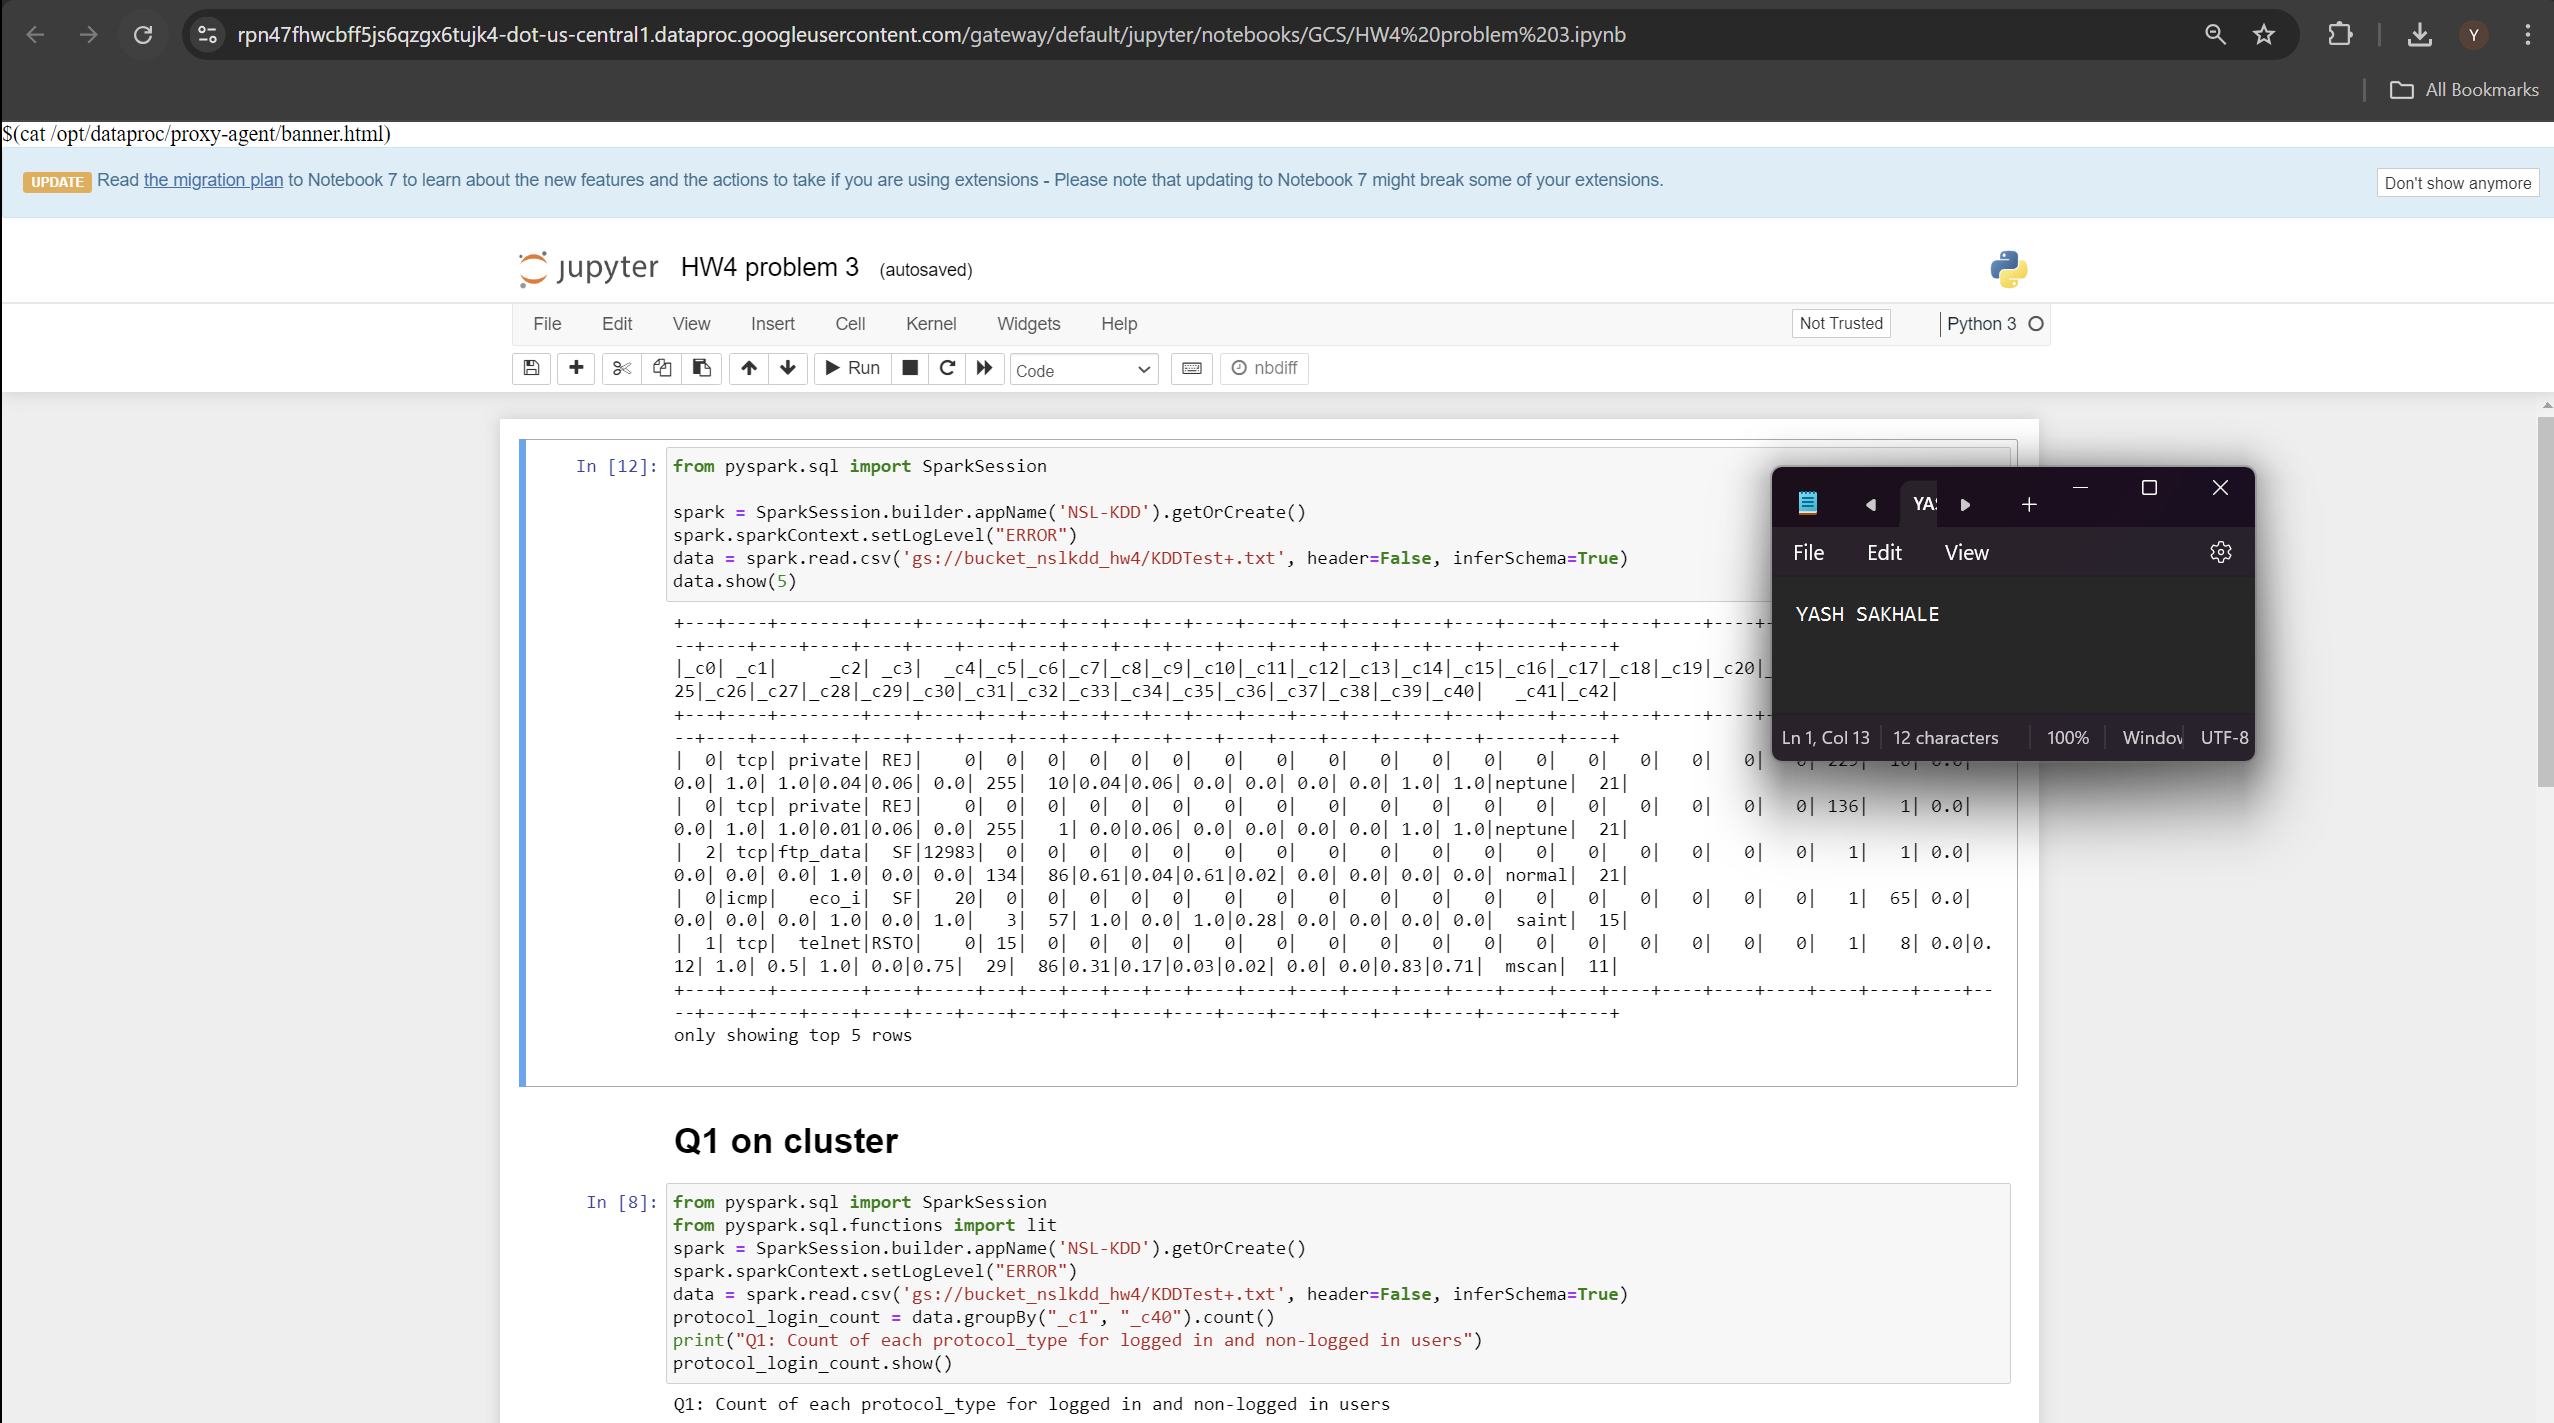 rpn47fhwcbff5js6qzgx6tujk4-dot-us-central1.dataproc.googleusercontent.com/gateway/default/jupyter/notebooks/GCS/HW4%20problem%203.ipynb
Y
All Bookmarks
$(cat /opt/dataproc/proxy-agent/banner.html)
UPDATE Read the migration plan to Notebook 7 to learn about the new features and the actions to take if you are using extensions - Please note that updating to Notebook 7 might break some of your extensions.
Don't show anymore
jupyter HW4 problem 3 (autosaved)
File Edit View Insert Cell Kernel Widgets Help
Not Trusted
Python 3
Run
Code
nbdiff
In [12]: from pyspark.sql import SparkSession
spark = SparkSession.builder.appName('NSL-KDD').getOrCreate()
spark.sparkContext.setLogLevel("ERROR")
data = spark.read.csv('gs://bucket_nslkdd_hw4/KDDTest+.txt', header=False, inferSchema=True)
data.show(5)
+---+----+--------+----+-----+---+---+---+---+---+----+----+----+----+----+----+----+----+----+----+----+
--+----+----+----+----+----+----+----+----+----+----+----+----+----+----+----+-------+----+
|_c0| _c1|     _c2| _c3|  _c4|_c5|_c6|_c7|_c8|_c9|_c10|_c11|_c12|_c13|_c14|_c15|_c16|_c17|_c18|_c19|_c20|
25|_c26|_c27|_c28|_c29|_c30|_c31|_c32|_c33|_c34|_c35|_c36|_c37|_c38|_c39|_c40|   _c41|_c42|
+---+----+--------+----+-----+---+---+---+---+---+----+----+----+----+----+----+----+----+----+----+----+
--+----+----+----+----+----+----+----+----+----+----+----+----+----+----+----+-------+----+
|  0| tcp| private| REJ|    0|  0|  0|  0|  0|  0|   0|   0|   0|   0|   0|   0|   0|   0|   0|   0|   0|
0.0| 1.0| 1.0|0.04|0.06| 0.0| 255|  10|0.04|0.06| 0.0| 0.0| 0.0| 0.0| 1.0| 1.0|neptune|  21|
|  0| tcp| private| REJ|    0|  0|  0|  0|  0|  0|   0|   0|   0|   0|   0|   0|   0|   0|   0|   0|   0|   0| 136|   1| 0.0|
0.0| 1.0| 1.0|0.01|0.06| 0.0| 255|   1| 0.0|0.06| 0.0| 0.0| 0.0| 0.0| 1.0| 1.0|neptune|  21|
|  2| tcp|ftp_data|  SF|12983|  0|  0|  0|  0|  0|   0|   0|   0|   0|   0|   0|   0|   0|   0|   0|   0|   0|   1|   1| 0.0|
0.0| 0.0| 0.0| 1.0| 0.0| 0.0| 134|  86|0.61|0.04|0.61|0.02| 0.0| 0.0| 0.0| 0.0| normal|  21|
|  0|icmp|   eco_i|  SF|   20|  0|  0|  0|  0|  0|   0|   0|   0|   0|   0|   0|   0|   0|   0|   0|   0|   0|   1|  65| 0.0|
0.0| 0.0| 0.0| 1.0| 0.0| 1.0|   3|  57| 1.0| 0.0| 1.0|0.28| 0.0| 0.0| 0.0| 0.0|  saint|  15|
|  1| tcp|  telnet|RSTO|    0| 15|  0|  0|  0|  0|   0|   0|   0|   0|   0|   0|   0|   0|   0|   0|   0|   0|   1|   8| 0.0|0.
12| 1.0| 0.5| 1.0| 0.0|0.75|  29|  86|0.31|0.17|0.03|0.02| 0.0| 0.0|0.83|0.71|  mscan|  11|
+---+----+--------+----+-----+---+---+---+---+---+----+----+----+----+----+----+----+----+----+----+----+----+----+----+----+--
--+----+----+----+----+----+----+----+----+----+----+----+----+----+----+----+-------+----+
only showing top 5 rows
File Edit View
YASH SAKHALE
Ln 1, Col 13 12 characters 100% UTF-8
Q1 on cluster
In [8]: from pyspark.sql import SparkSession
from pyspark.sql.functions import lit
spark = SparkSession.builder.appName('NSL-KDD').getOrCreate()
spark.sparkContext.setLogLevel("ERROR")
data = spark.read.csv('gs://bucket_nslkdd_hw4/KDDTest+.txt', header=False, inferSchema=True)
protocol_login_count = data.groupBy("_c1", "_c40").count()
print("Q1: Count of each protocol_type for logged in and non-logged in users")
protocol_login_count.show()
Q1: Count of each protocol_type for logged in and non-logged in users